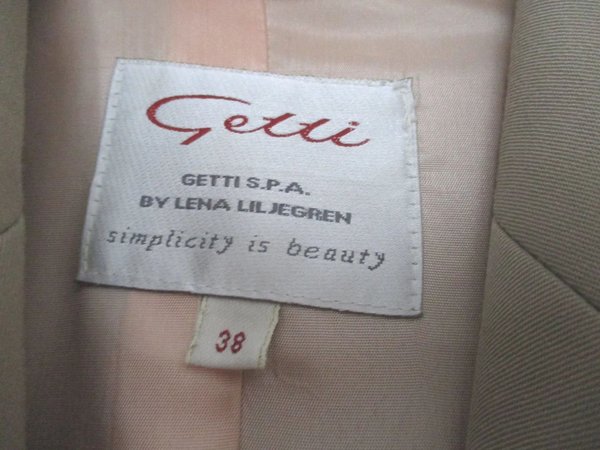 Getti
GETTI S.P.A.
BY LENA LILJEGREN
simplicity is beauty
38